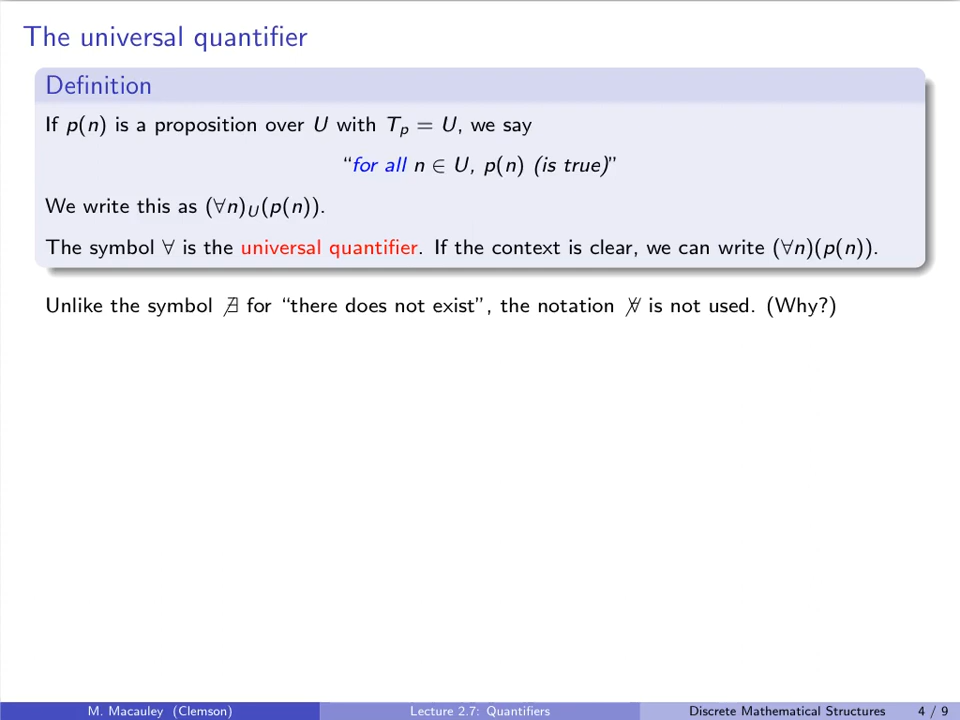 The universal quantifier
Definition
If p(n) is a proposition over U with Tₚ = U, we say
“for all n ∈ U, p(n) (is true)”
We write this as (∀n)_U(p(n)).
The symbol ∀ is the universal quantifier. If the context is clear, we can write (∀n)(p(n)).
Unlike the symbol ∄ for “there does not exist”, the notation ∀̸ is not used. (Why?)
M. Macauley (Clemson)
Lecture 2.7: Quantifiers
Discrete Mathematical Structures
4 / 9